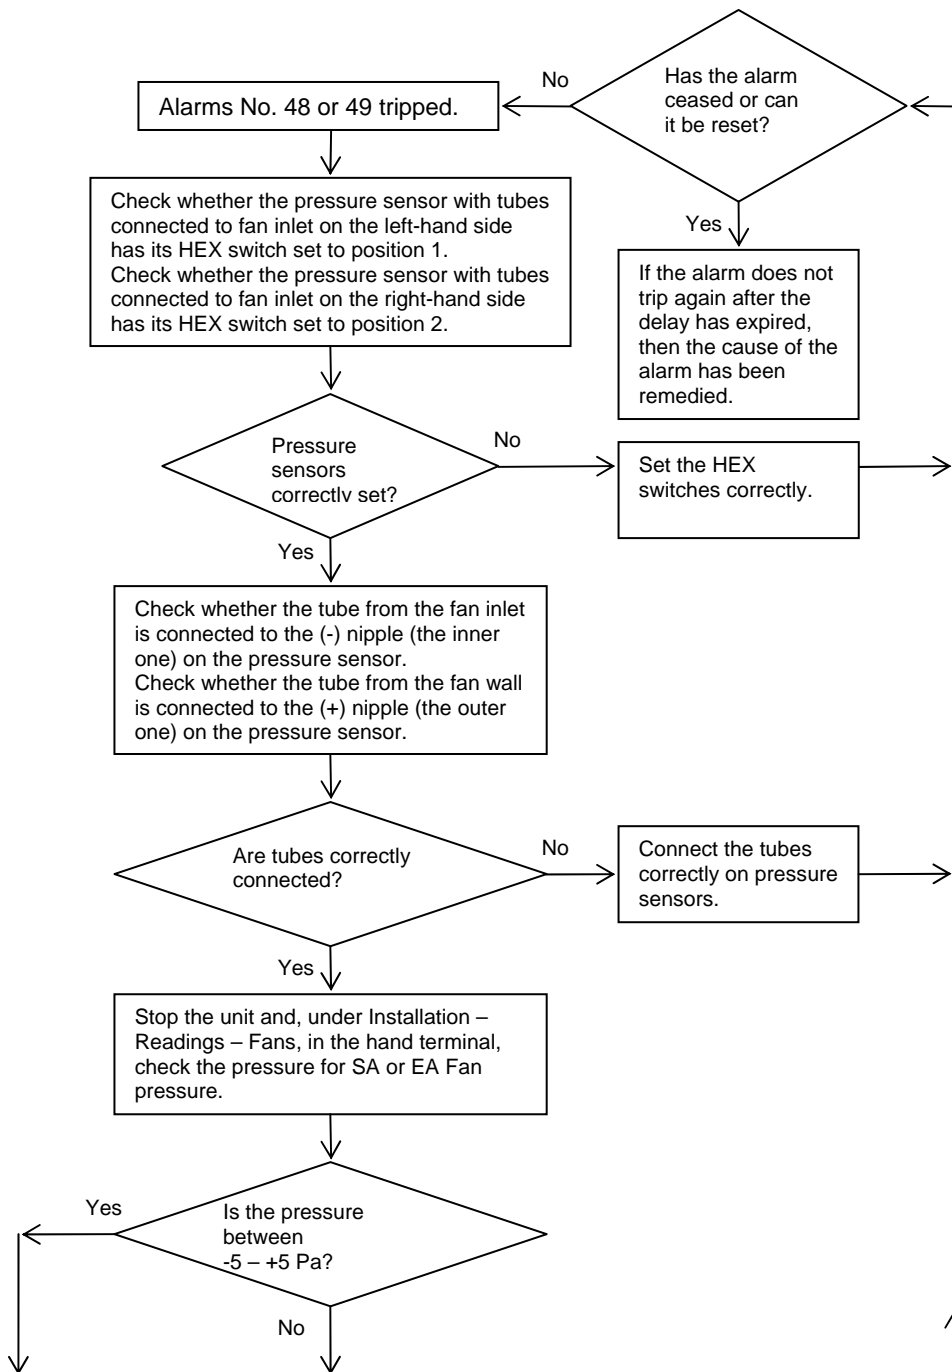 Has the alarm
ceased or can
it be reset?
No
Alarms No. 48 or 49 tripped.
Yes
Check whether the pressure sensor with tubes
connected to fan inlet on the left-hand side
has its HEX switch set to position 1.
Check whether the pressure sensor with tubes
connected to fan inlet on the right-hand side
has its HEX switch set to position 2.
If the alarm does not
trip again after the
delay has expired,
then the cause of the
alarm has been
remedied.
Pressure
sensors
correctly set?
No
Set the HEX
switches correctly.
Yes
Check whether the tube from the fan inlet
is connected to the (-) nipple (the inner
one) on the pressure sensor.
Check whether the tube from the fan wall
is connected to the (+) nipple (the outer
one) on the pressure sensor.
Are tubes correctly
connected?
No
Connect the tubes
correctly on pressure
sensors.
Yes
Stop the unit and, under Installation –
Readings – Fans, in the hand terminal,
check the pressure for SA or EA Fan
pressure.
Yes
Is the pressure
between
-5 – +5 Pa?
No